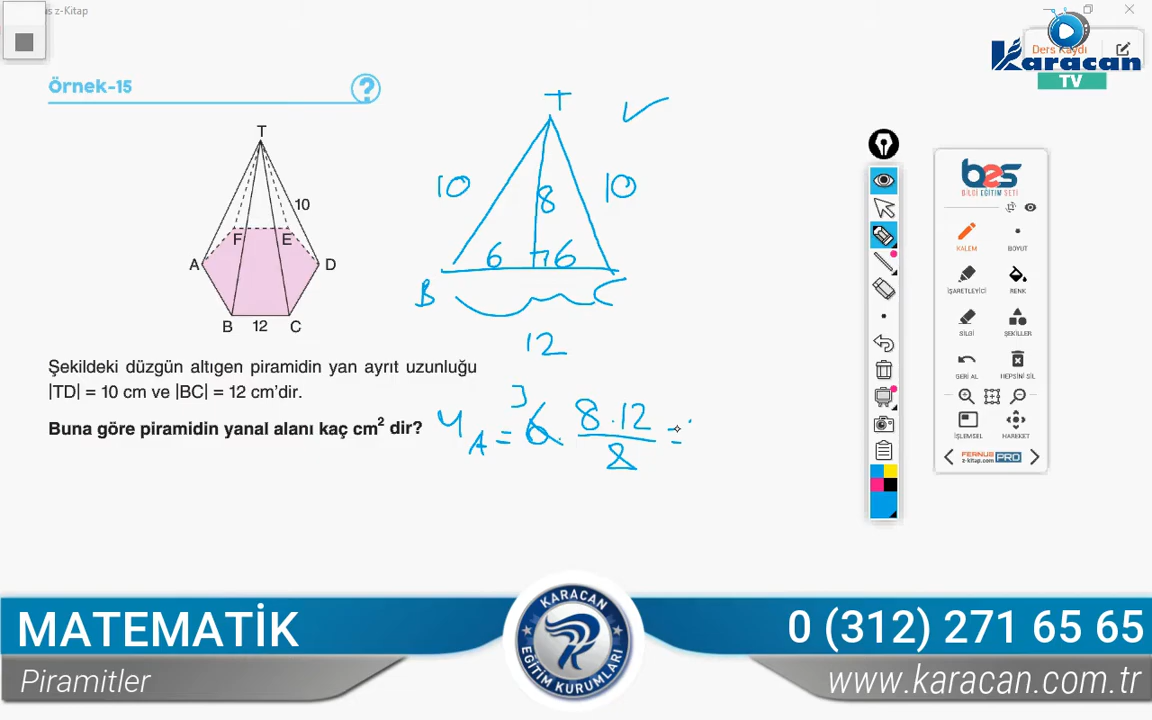 us z-Kitap
Ders Kaydı
Karacan
TV
Örnek-15
?
T
10
F
E
A
D
B
12
C
T
10
8
10
6
6
B
C
12
Şekildeki düzgün altıgen piramidin yan ayrıt uzunluğu
|TD| = 10 cm ve |BC| = 12 cm'dir.
Buna göre piramidin yanal alanı kaç cm² dir?
3
YA = 6 . 8 . 12 / 2 =
b2s
BİLGİ EĞİTİM SETİ
KALEM
BOYUT
İŞARETLEYİCİ
RENK
SİLGİ
ŞEKİLLER
GERİ AL
HEPSİNİ SİL
İŞLEMSEL
HAREKET
FERNUS PRO
z-kitap.com
MATEMATİK
KARACAN
EĞİTİM KURUMLARI
0 (312) 271 65 65
Piramitler
www.karacan.com.tr